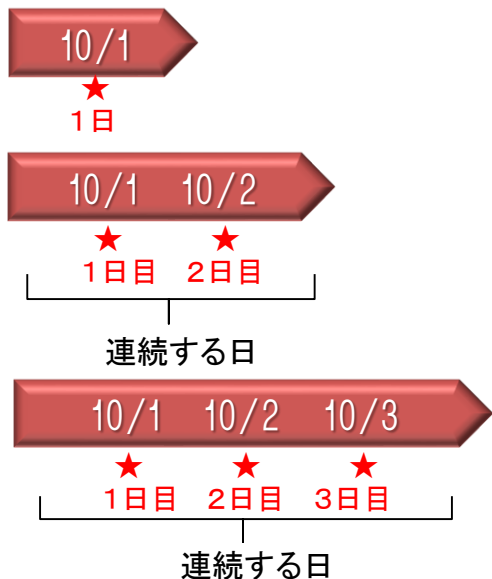 10/1
★
1日
10/1 10/2
★ ★
1日目 2日目
連続する日
10/1 10/2 10/3
★ ★ ★
1日目 2日目 3日目
連続する日